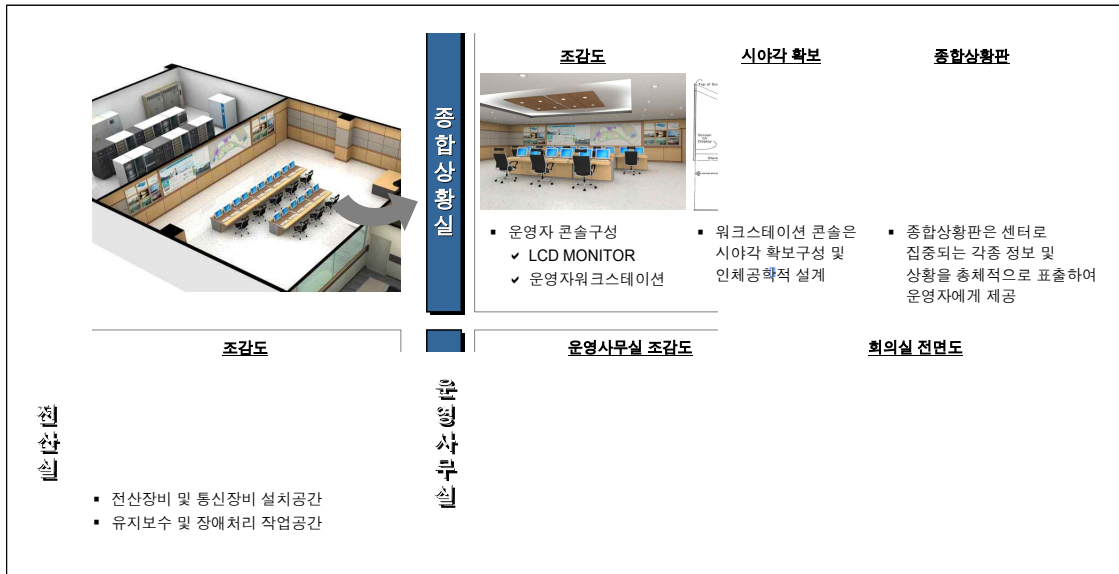 종합상황실
조감도
시야각 확보
종합상황판
▪ 운영자 콘솔구성
✓ LCD MONITOR
✓ 운영자워크스테이션
▪ 워크스테이션 콘솔은
시야각 확보구성 및
인체공학적 설계
▪ 종합상황판은 센터로
집중되는 각종 정보 및
상황을 총체적으로 표출하여
운영자에게 제공
전산실
조감도
▪ 전산장비 및 통신장비 설치공간
▪ 유지보수 및 장애처리 작업공간
운영사무실
운영사무실 조감도
회의실 전면도